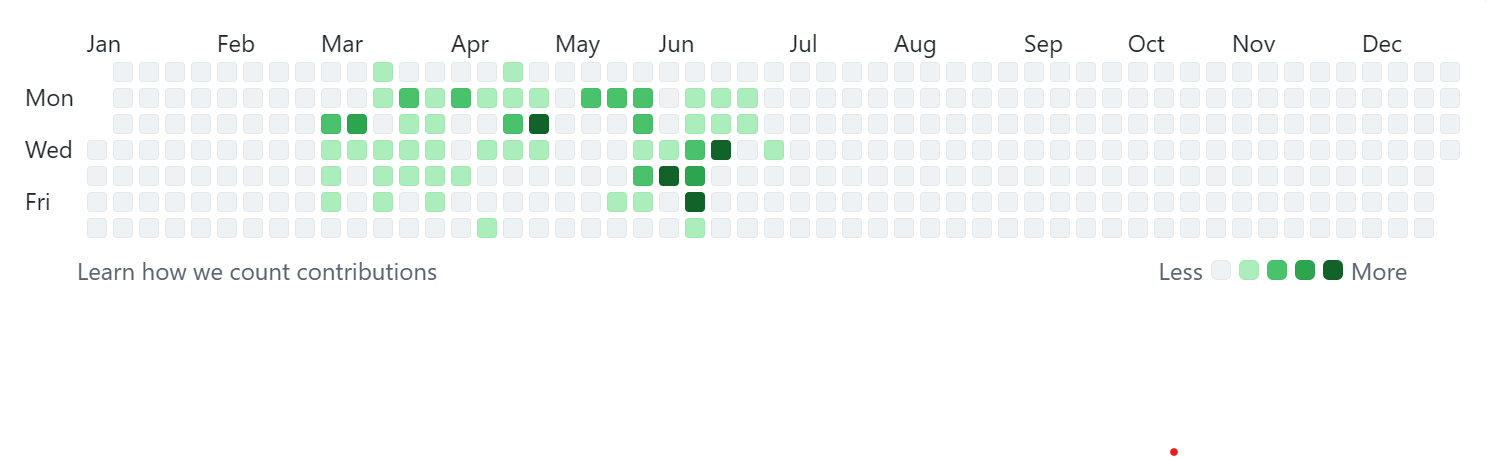 Jan Feb Mar Apr May Jun Jul Aug Sep Oct Nov Dec
Mon
Wed
Fri
Learn how we count contributions Less More